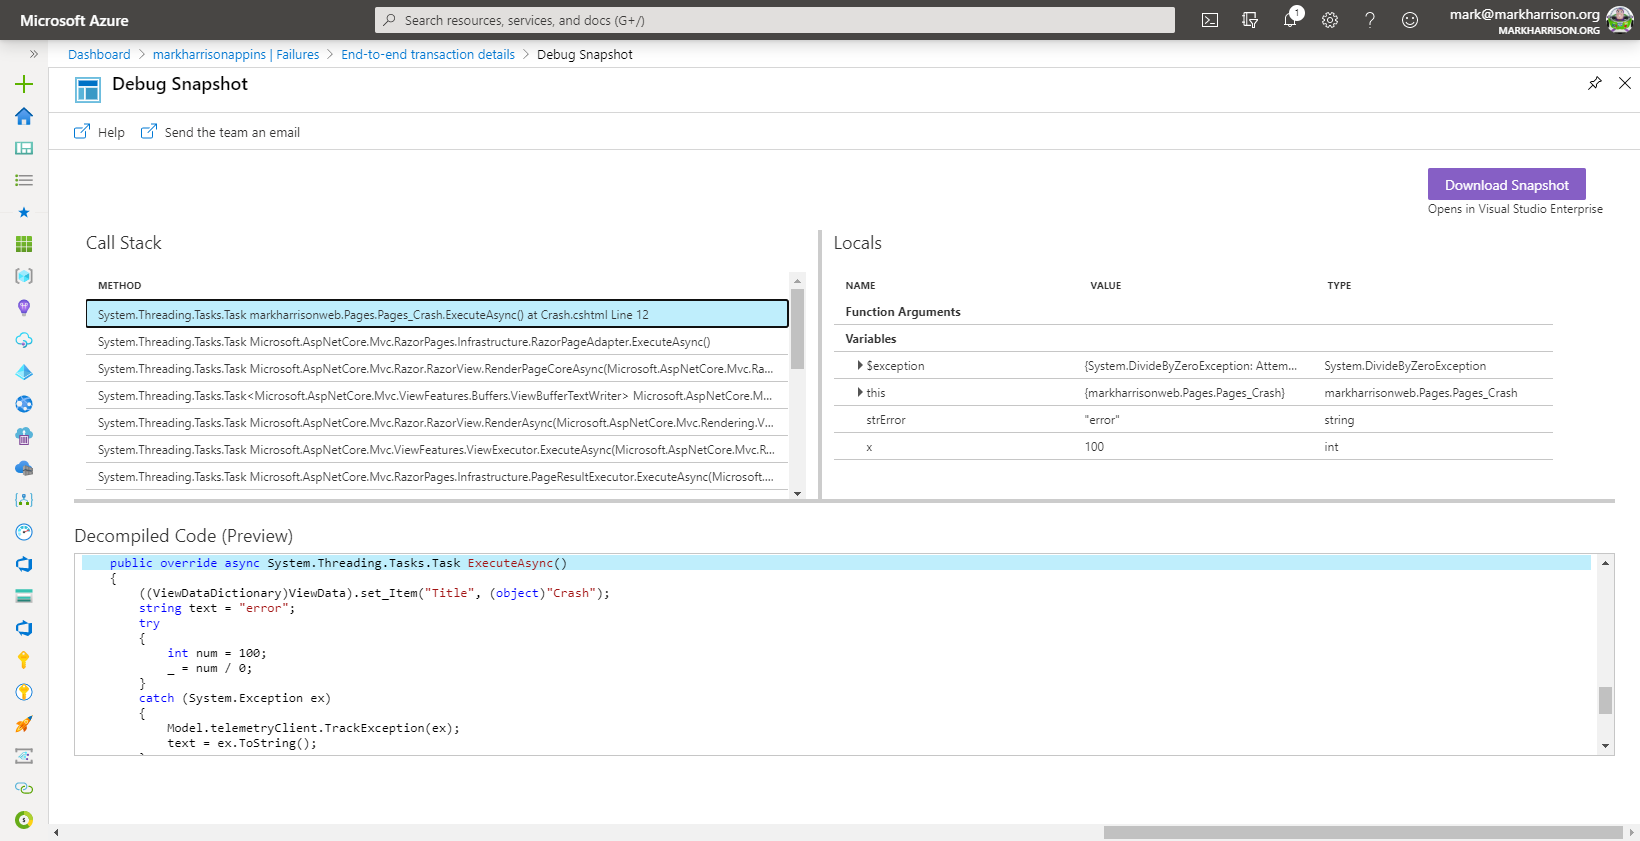 Microsoft Azure
Search resources, services, and docs (G+/)
1
mark@markharrison.org
MARKHARRISON.ORG
Dashboard > markharrisonappins | Failures > End-to-end transaction details > Debug Snapshot
Debug Snapshot
Help
Send the team an email
Download Snapshot
Opens in Visual Studio Enterprise
Call Stack
METHOD
System.Threading.Tasks.Task markharrisonweb.Pages.Pages_Crash.ExecuteAsync() at Crash.cshtml Line 12
System.Threading.Tasks.Task Microsoft.AspNetCore.Mvc.RazorPages.Infrastructure.RazorPageAdapter.ExecuteAsync()
System.Threading.Tasks.Task Microsoft.AspNetCore.Mvc.Razor.RazorView.RenderPageCoreAsync(Microsoft.AspNetCore.Mvc.Ra...
System.Threading.Tasks.Task<Microsoft.AspNetCore.Mvc.ViewFeatures.Buffers.ViewBufferTextWriter> Microsoft.AspNetCore.M...
System.Threading.Tasks.Task Microsoft.AspNetCore.Mvc.Razor.RazorView.RenderAsync(Microsoft.AspNetCore.Mvc.Rendering.V...
System.Threading.Tasks.Task Microsoft.AspNetCore.Mvc.ViewFeatures.ViewExecutor.ExecuteAsync(Microsoft.AspNetCore.Mvc.R...
System.Threading.Tasks.Task Microsoft.AspNetCore.Mvc.RazorPages.Infrastructure.PageResultExecutor.ExecuteAsync(Microsoft....
Locals
NAME VALUE TYPE
Function Arguments
Variables
$exception {System.DivideByZeroException: Attem... System.DivideByZeroException
this {markharrisonweb.Pages.Pages_Crash} markharrisonweb.Pages.Pages_Crash
strError "error" string
x 100 int
Decompiled Code (Preview)
public override async System.Threading.Tasks.Task ExecuteAsync()
{
((ViewDataDictionary)ViewData).set_Item("Title", (object)"Crash");
string text = "error";
try
{
int num = 100;
_ = num / 0;
}
catch (System.Exception ex)
{
Model.telemetryClient.TrackException(ex);
text = ex.ToString();